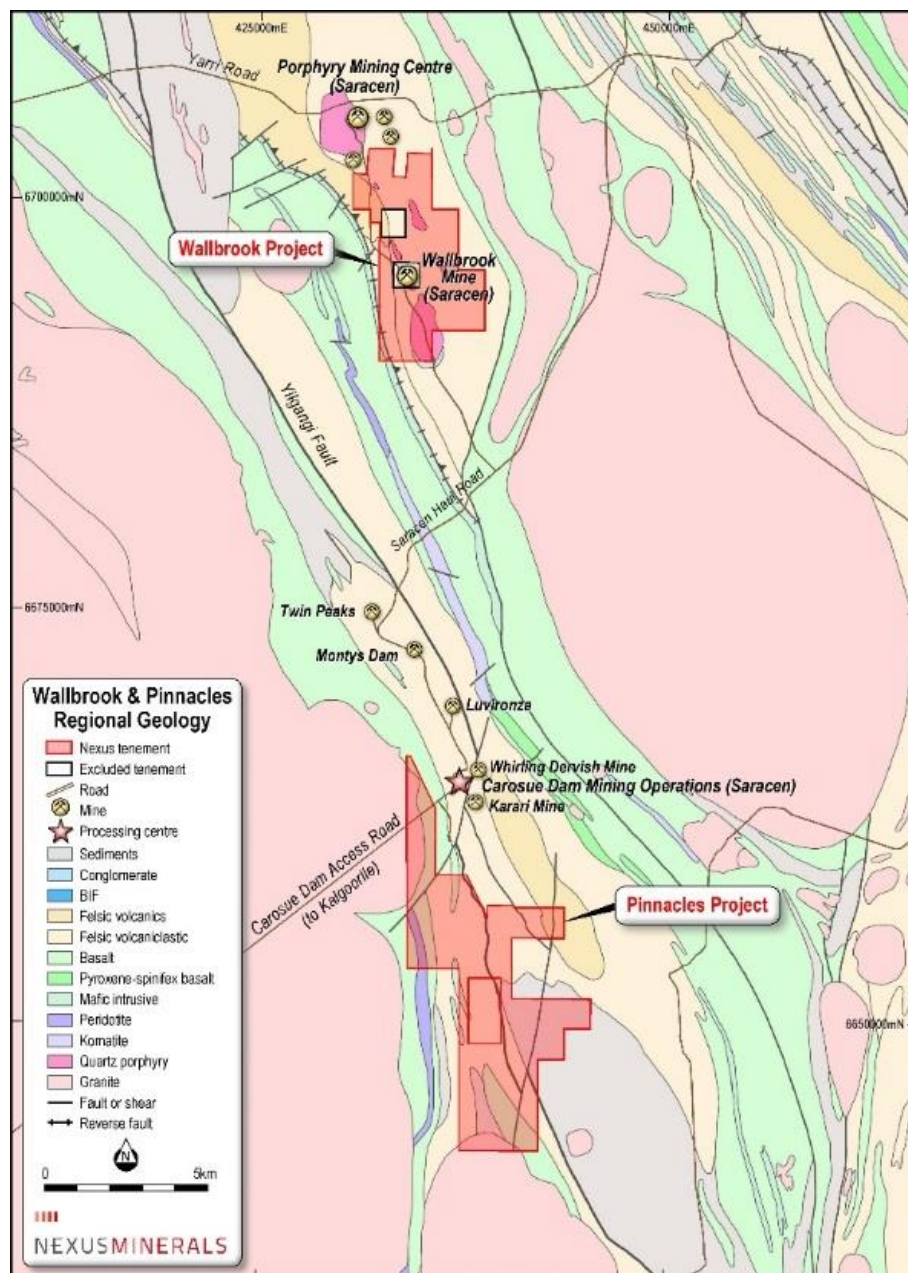 425000mE
450000mE
Yarri Road
Porphyry Mining Centre
(Saracen)
6700000mN
Wallbrook Project
Wallbrook
Mine
(Saracen)
Yilgangi Fault
Saracen Haul Road
6675000mN
Twin Peaks
Montys Dam
Luvironza
Whirling Dervish Mine
Carosue Dam Mining Operations (Saracen)
Karari Mine
Carosue Dam Access Road
(to Kalgoorlie)
Pinnacles Project
6650000mN
Wallbrook & Pinnacles
Regional Geology
Nexus tenement
Excluded tenement
Road
Mine
Processing centre
Sediments
Conglomerate
BIF
Felsic volcanics
Felsic volcaniclastic
Basalt
Pyroxene-spinifex basalt
Mafic intrusive
Peridotite
Komatite
Quartz porphyry
Granite
Fault or shear
Reverse fault
N
0 5km
NEXUSMINERALS